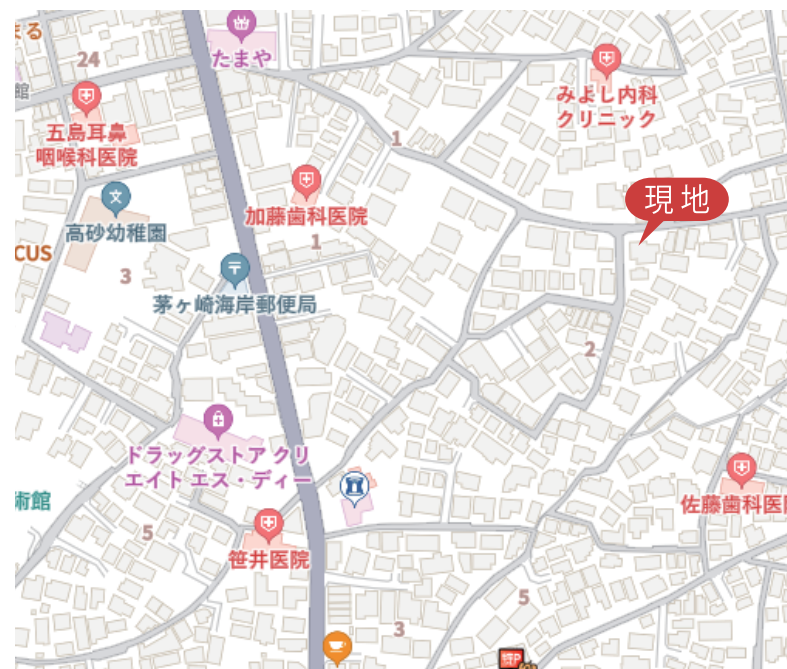 まる
24
たまや
館
五島耳鼻
咽喉科医院
みよし内科
クリニック
1
現地
文
高砂幼稚園
加藤歯科医院
1
CUS
3
茅ヶ崎海岸郵便局
2
ドラッグストア クリ
エイト エス・ディー
術館
5
笹井医院
佐藤歯科医院
5
3